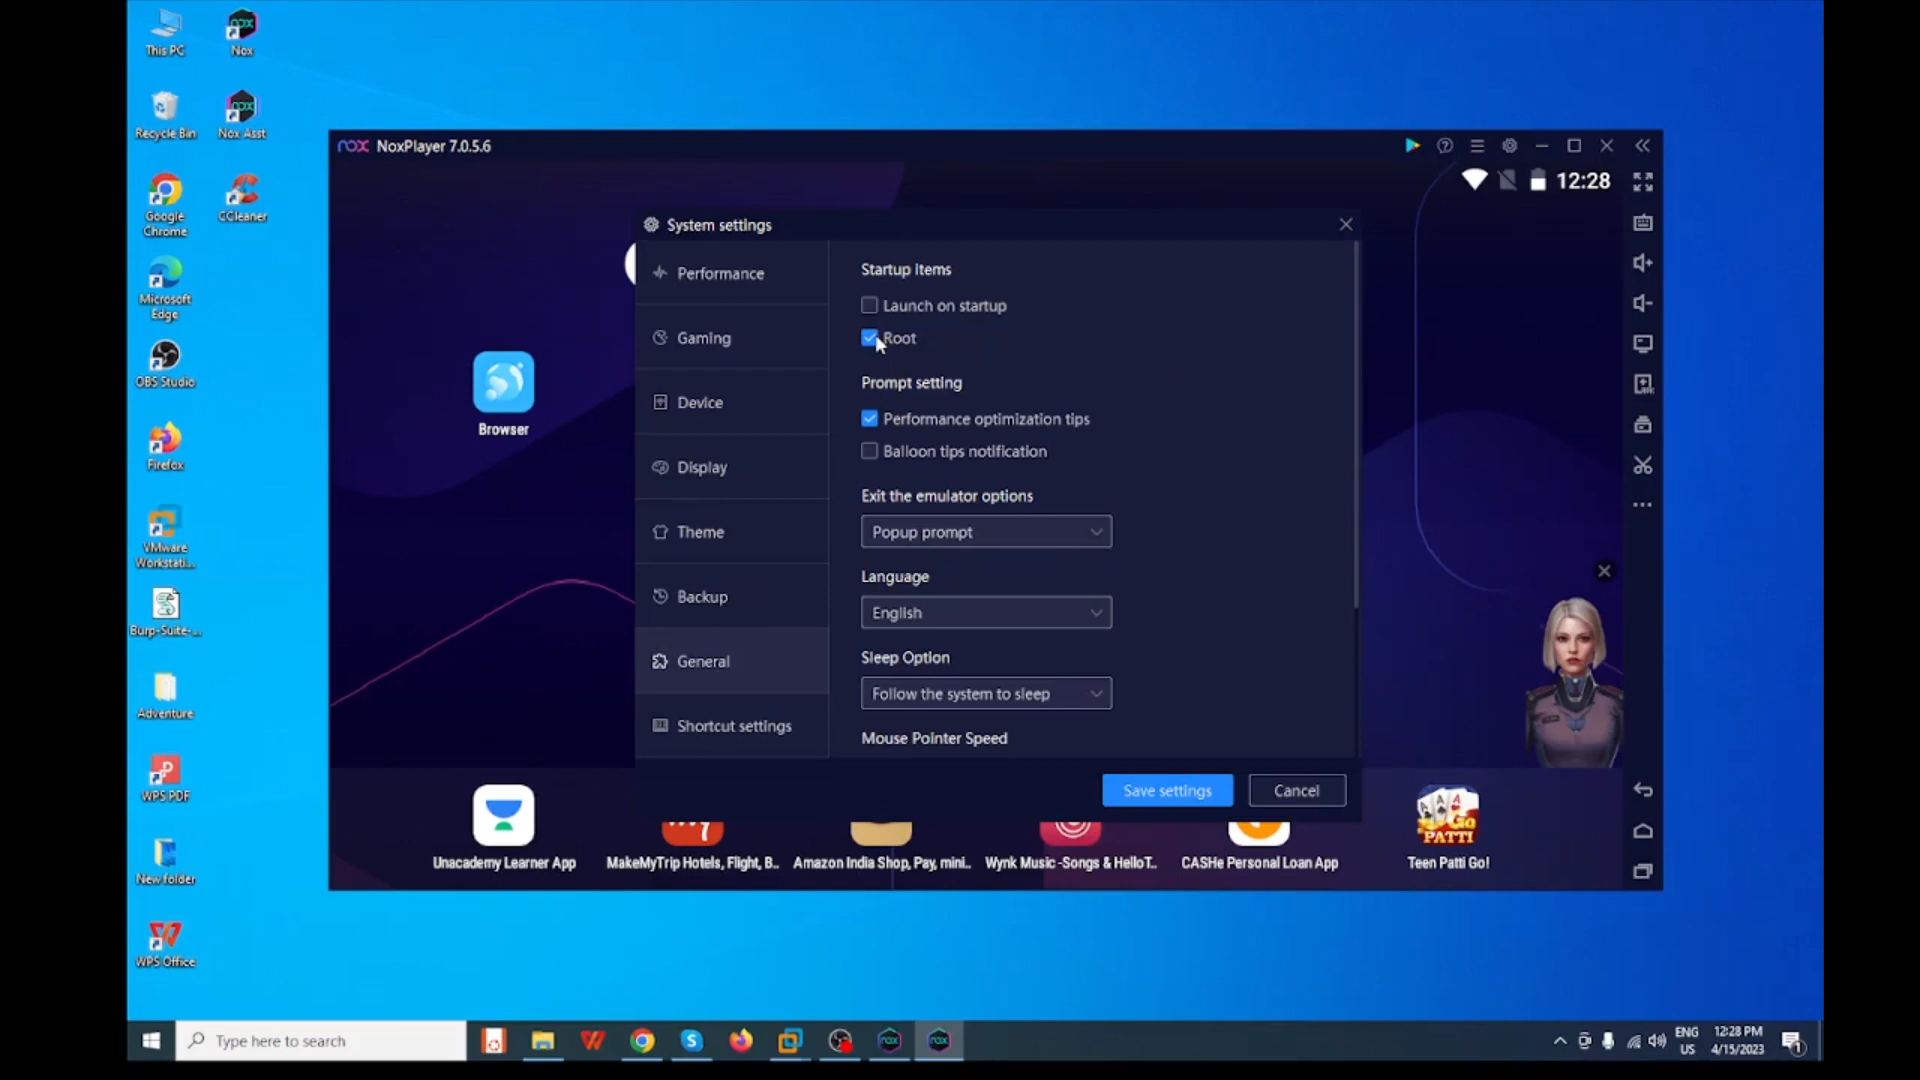 This PC
Nox
Recycle Bin
Nox Asst
Google
Chrome
CCleaner
Microsoft
Edge
OBS Studio
Firefox
VMware
Workstati...
Burp-Suite-...
Adventure
WPS PDF
New folder
WPS Office
nox NoxPlayer 7.0.5.6
12:28
Browser
System settings
Performance
Gaming
Device
Display
Theme
Backup
General
Shortcut settings
Startup Items
Launch on startup
Root
Prompt setting
Performance optimization tips
Balloon tips notification
Exit the emulator options
Popup prompt
Language
English
Sleep Option
Follow the system to sleep
Mouse Pointer Speed
Save settings
Cancel
Go
PATTI
Unacademy Learner App
MakeMyTrip Hotels, Flight, B..
Amazon India Shop, Pay, mini..
Wynk Music -Songs & HelloT..
CASHe Personal Loan App
Teen Patti Go!
Type here to search
ENG
US
12:28 PM
4/15/2023
1